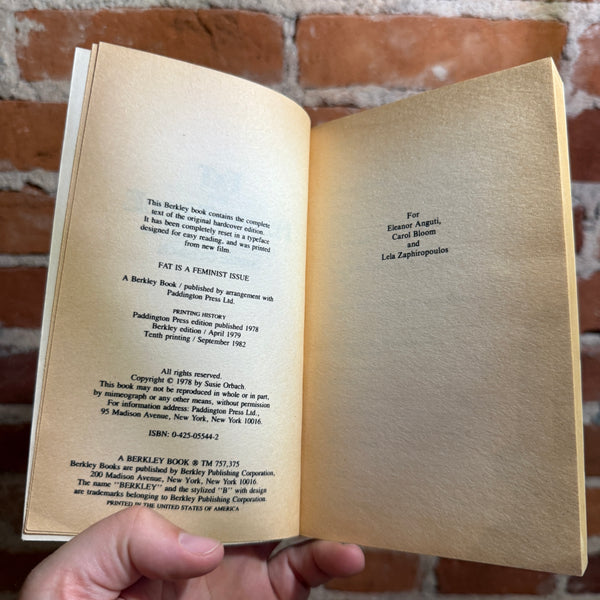 This Berkley book contains the complete
text of the original hardcover edition.
It has been completely reset in a typeface
designed for easy reading, and was printed
from new film.
FAT IS A FEMINIST ISSUE
A Berkley Book / published by arrangement with
Paddington Press Ltd.
PRINTING HISTORY
Paddington Press edition published 1978
Berkley edition / April 1979
Tenth printing / September 1982
All rights reserved.
Copyright © 1978 by Susie Orbach.
This book may not be reproduced in whole or in part,
by mimeograph or any other means, without permission
For information address: Paddington Press Ltd.,
95 Madison Avenue, New York, New York 10016.
ISBN: 0-425-05544-2
A BERKLEY BOOK ® TM 757,375
Berkley Books are published by Berkley Publishing Corporation,
200 Madison Avenue, New York, New York 10016.
The name "BERKLEY" and the stylized "B" with design
are trademarks belonging to Berkley Publishing Corporation.
PRINTED IN THE UNITED STATES OF AMERICA
For
Eleanor Anguti,
Carol Bloom
and
Lela Zaphiropoulos